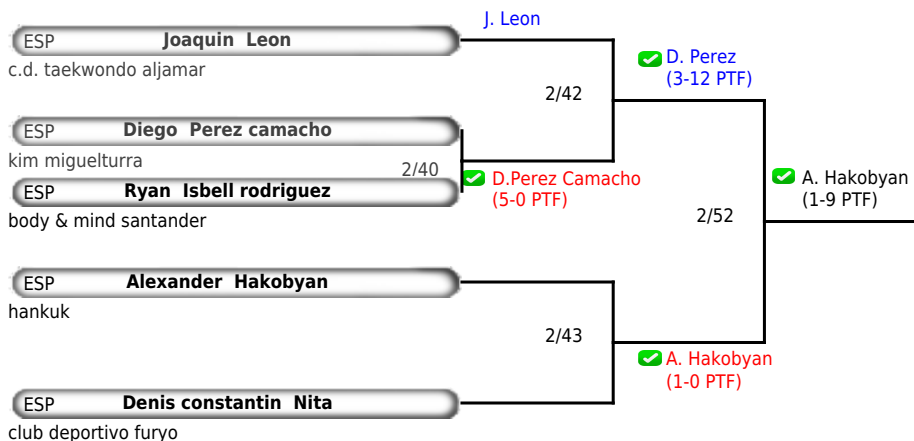 J. Leon
ESP Joaquin Leon
c.d. taekwondo aljamar
D. Perez
(3-12 PTF)
2/42
ESP Diego Perez camacho
kim miguelturra
2/40
D.Perez Camacho
(5-0 PTF)
ESP Ryan Isbell rodriguez
body & mind santander
A. Hakobyan
(1-9 PTF)
2/52
ESP Alexander Hakobyan
hankuk
2/43
A. Hakobyan
(1-0 PTF)
ESP Denis constantin Nita
club deportivo furyo